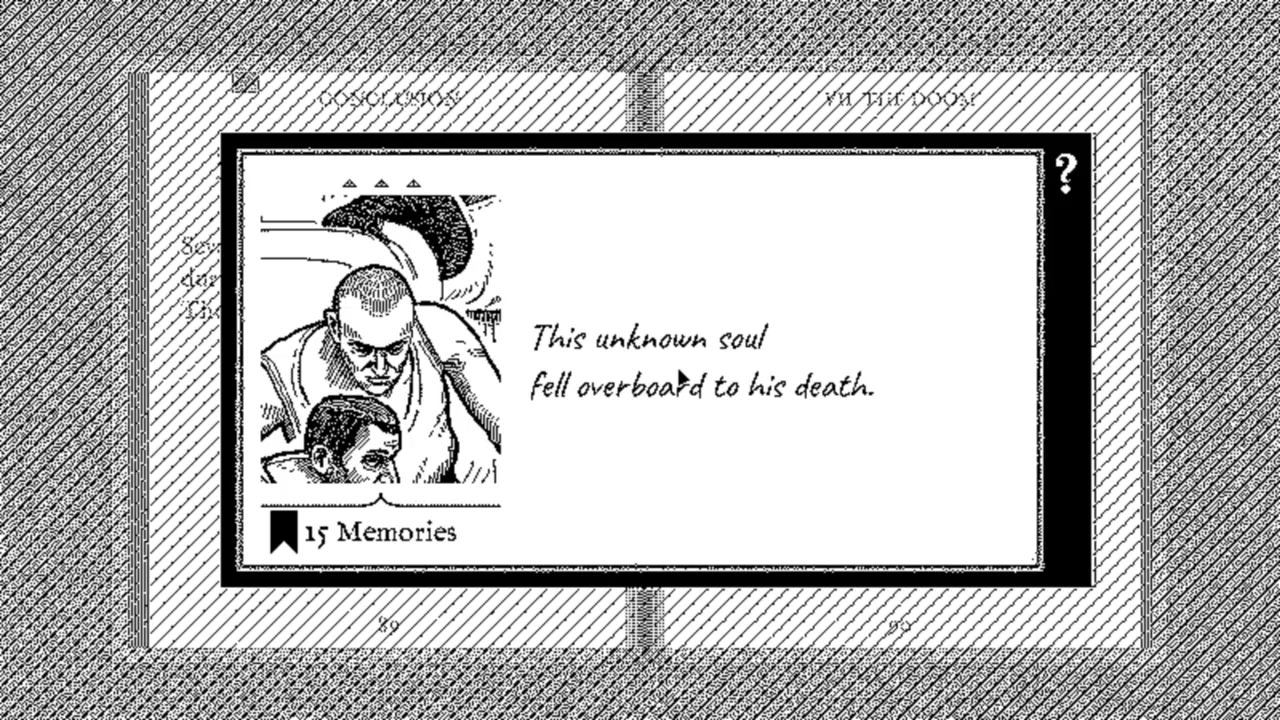 CONCLUSION
VII. THE DOOM
?
This unknown soul
fell overboard to his death.
15 Memories
89
90